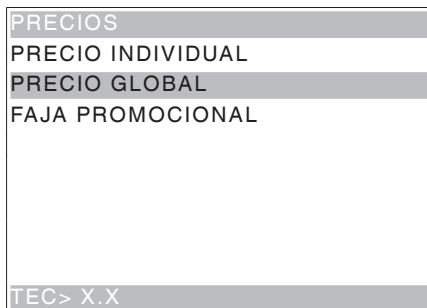 PRECIOS
PRECIO INDIVIDUAL
PRECIO GLOBAL
FAJA PROMOCIONAL
TEC> X.X